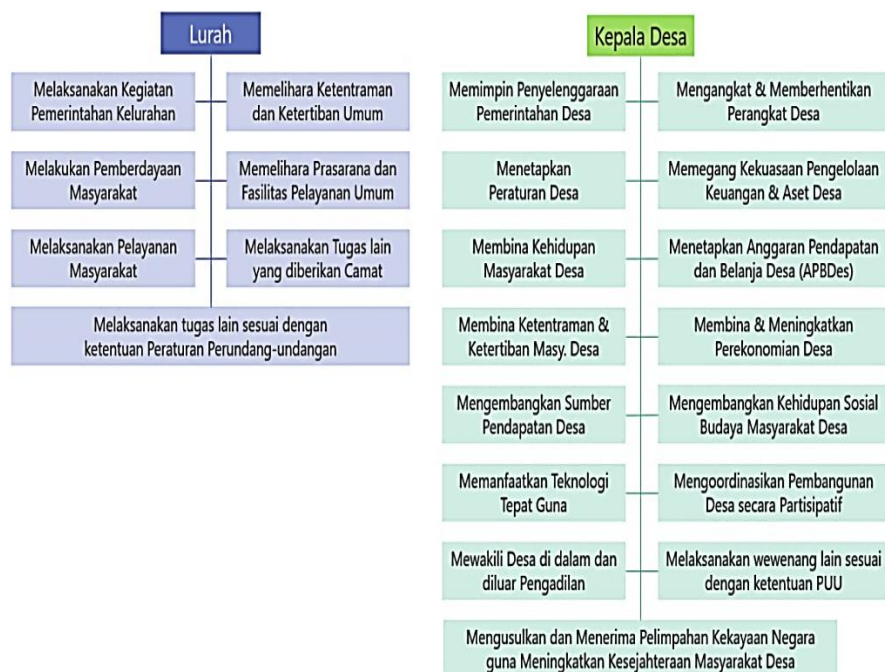 Lurah
Melaksanakan Kegiatan
Pemerintahan Kelurahan
Memelihara Ketentraman
dan Ketertiban Umum
Melakukan Pemberdayaan
Masyarakat
Memelihara Prasarana dan
Fasilitas Pelayanan Umum
Melaksanakan Pelayanan
Masyarakat
Melaksanakan Tugas lain
yang diberikan Camat
Melaksanakan tugas lain sesuai dengan
ketentuan Peraturan Perundang-undangan
Kepala Desa
Memimpin Penyelenggaraan
Pemerintahan Desa
Mengangkat & Memberhentikan
Perangkat Desa
Menetapkan
Peraturan Desa
Memegang Kekuasaan Pengelolaan
Keuangan & Aset Desa
Membina Kehidupan
Masyarakat Desa
Menetapkan Anggaran Pendapatan
dan Belanja Desa (APBDes)
Membina Ketentraman &
Ketertiban Masy. Desa
Membina & Meningkatkan
Perekonomian Desa
Mengembangkan Sumber
Pendapatan Desa
Mengembangkan Kehidupan Sosial
Budaya Masyarakat Desa
Memanfaatkan Teknologi
Tepat Guna
Mengoordinasikan Pembangunan
Desa secara Partisipatif
Mewakili Desa di dalam dan
diluar Pengadilan
Melaksanakan wewenang lain sesuai
dengan ketentuan PUU
Mengusulkan dan Menerima Pelimpahan Kekayaan Negara
guna Meningkatkan Kesejahteraan Masyarakat Desa